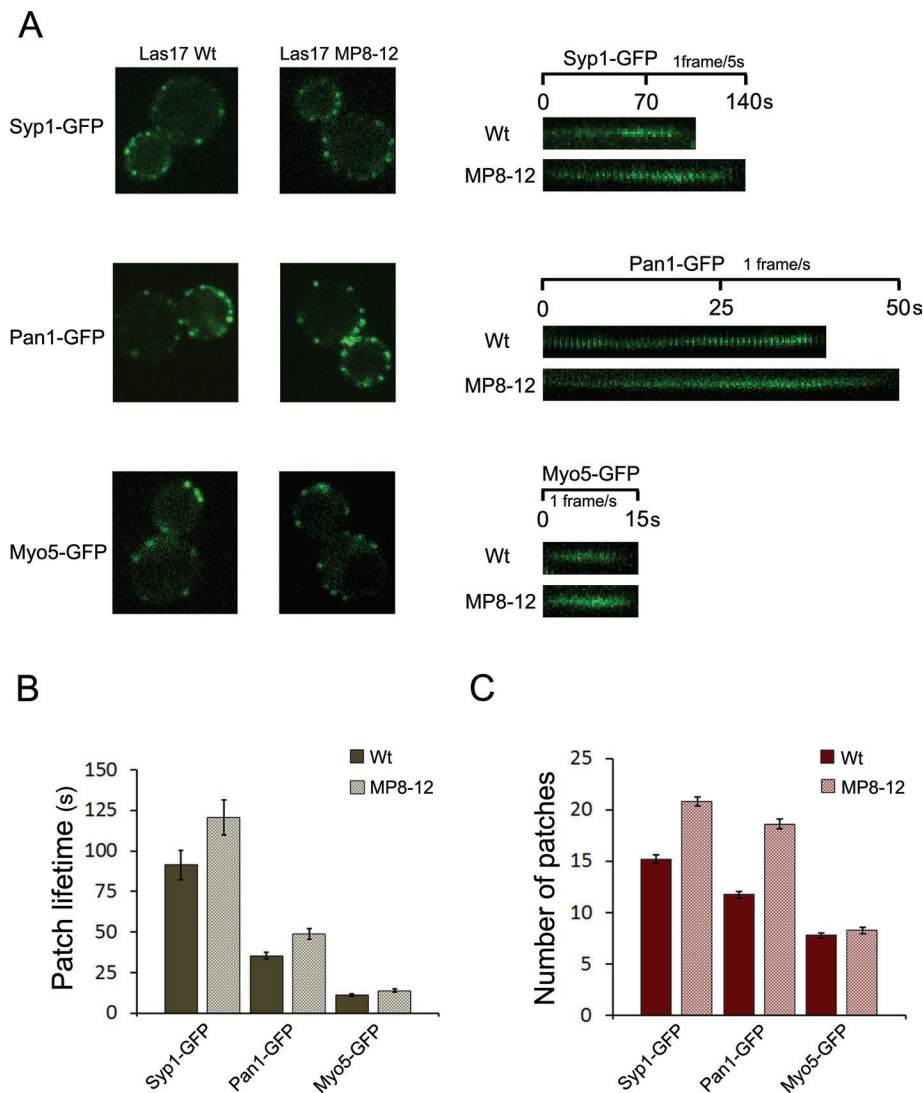 A
Las17 Wt
Las17 MP8-12
Syp1-GFP
Syp1-GFP 1frame/5s
0 70 140s
Wt
MP8-12
Pan1-GFP
Pan1-GFP 1 frame/s
0 25 50s
Wt
MP8-12
Myo5-GFP
Myo5-GFP
1 frame/s
0 15s
Wt
MP8-12
B
Wt
MP8-12
Patch lifetime (s)
150
125
100
75
50
25
0
Syp1-GFP
Pan1-GFP
Myo5-GFP
C
Wt
MP8-12
Number of patches
25
20
15
10
5
0
Syp1-GFP
Pan1-GFP
Myo5-GFP